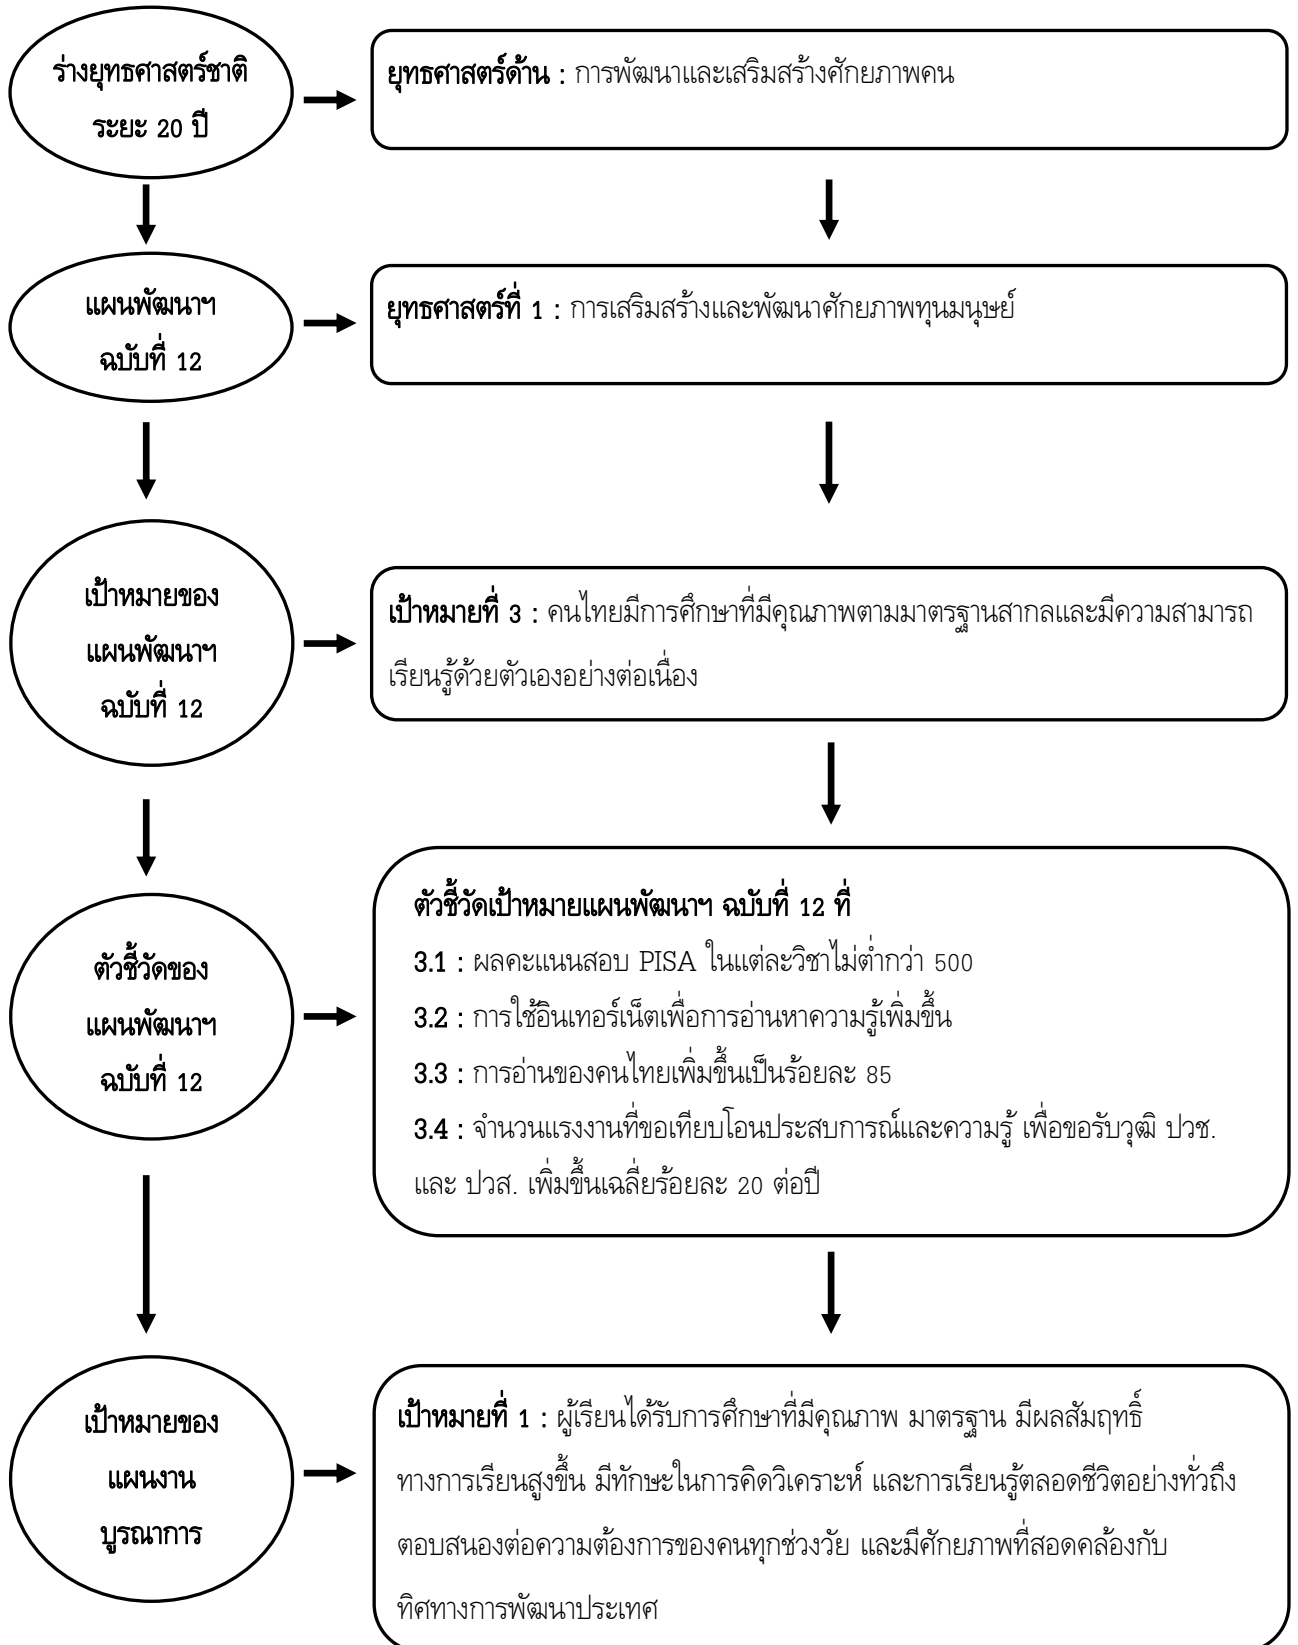 ร่างยุทธศาสตร์ชาติ
ระยะ 20 ปี
ยุทธศาสตร์ด้าน : การพัฒนาและเสริมสร้างศักยภาพคน
แผนพัฒนาฯ
ฉบับที่ 12
ยุทธศาสตร์ที่ 1 : การเสริมสร้างและพัฒนาศักยภาพทุนมนุษย์
เป้าหมายของ
แผนพัฒนาฯ
ฉบับที่ 12
เป้าหมายที่ 3 : คนไทยมีการศึกษาที่มีคุณภาพตามมาตรฐานสากลและมีความสามารถ
เรียนรู้ด้วยตัวเองอย่างต่อเนื่อง
ตัวชี้วัดของ
แผนพัฒนาฯ
ฉบับที่ 12
ตัวชี้วัดเป้าหมายแผนพัฒนาฯ ฉบับที่ 12 ที่
3.1 : ผลคะแนนสอบ PISA ในแต่ละวิชาไม่ต่ำกว่า 500
3.2 : การใช้อินเทอร์เน็ตเพื่อการอ่านหาความรู้เพิ่มขึ้น
3.3 : การอ่านของคนไทยเพิ่มขึ้นเป็นร้อยละ 85
3.4 : จำนวนแรงงานที่ขอเทียบโอนประสบการณ์และความรู้ เพื่อขอรับวุฒิ ปวช.
และ ปวส. เพิ่มขึ้นเฉลี่ยร้อยละ 20 ต่อปี
เป้าหมายของ
แผนงาน
บูรณาการ
เป้าหมายที่ 1 : ผู้เรียนได้รับการศึกษาที่มีคุณภาพ มาตรฐาน มีผลสัมฤทธิ์
ทางการเรียนสูงขึ้น มีทักษะในการคิดวิเคราะห์ และการเรียนรู้ตลอดชีวิตอย่างทั่วถึง
ตอบสนองต่อความต้องการของคนทุกช่วงวัย และมีศักยภาพที่สอดคล้องกับ
ทิศทางการพัฒนาประเทศ